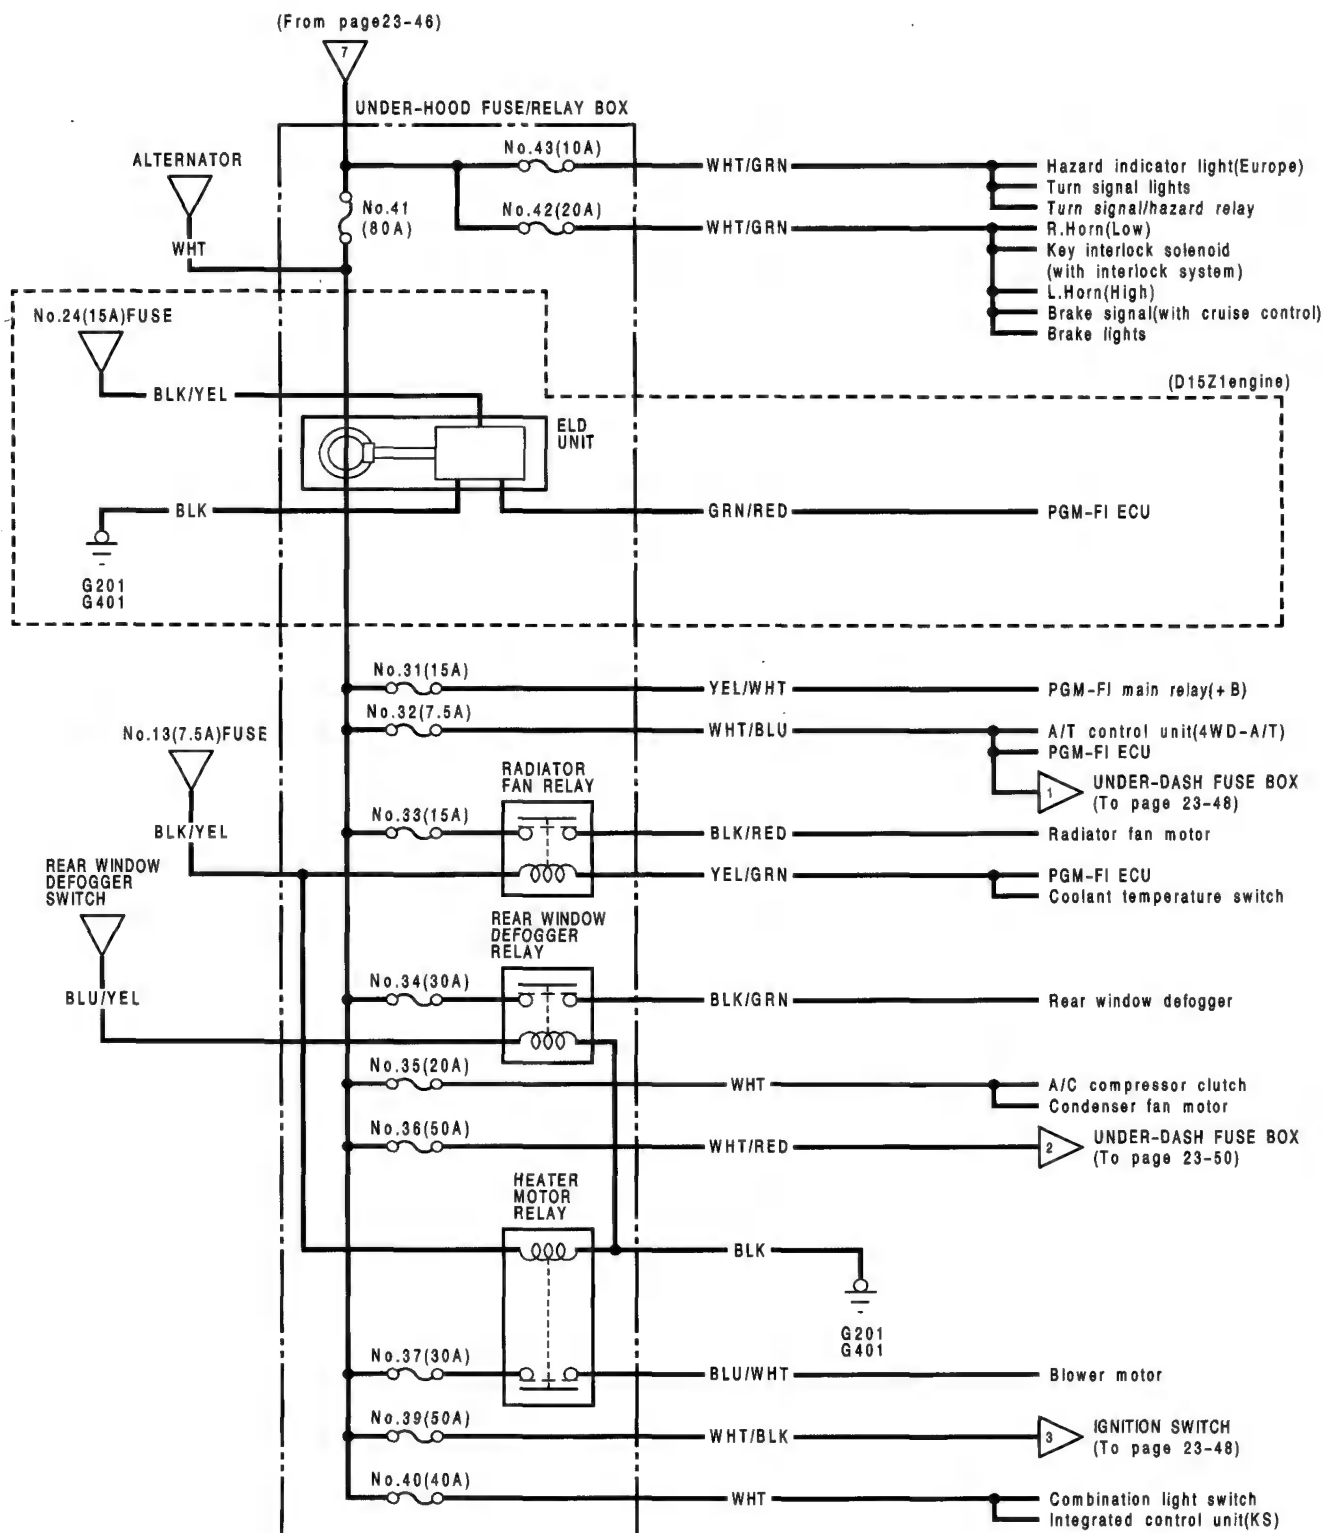 (From page23-46)
7
UNDER-HOOD FUSE/RELAY BOX
ALTERNATOR
No.43(10A)
WHT/GRN
Hazard indicator light(Europe)
Turn signal lights
Turn signal/hazard relay
No.41
(80A)
No.42(20A)
WHT/GRN
R.Horn(Low)
Key interlock solenoid
(with interlock system)
L.Horn(High)
Brake signal(with cruise control)
Brake lights
WHT
No.24(15A)FUSE
(D15Z1engine)
BLK/YEL
ELD
UNIT
BLK
GRN/RED
PGM-FI ECU
G201
G401
No.31(15A)
YEL/WHT
PGM-FI main relay(+B)
No.32(7.5A)
WHT/BLU
A/T control unit(4WD-A/T)
PGM-FI ECU
1
UNDER-DASH FUSE BOX
(To page 23-48)
No.13(7.5A)FUSE
RADIATOR
FAN RELAY
BLK/YEL
No.33(15A)
BLK/RED
Radiator fan motor
YEL/GRN
PGM-FI ECU
Coolant temperature switch
REAR WINDOW
DEFOGGER
SWITCH
REAR WINDOW
DEFOGGER
RELAY
BLU/YEL
No.34(30A)
BLK/GRN
Rear window defogger
No.35(20A)
WHT
A/C compressor clutch
Condenser fan motor
No.36(50A)
WHT/RED
2
UNDER-DASH FUSE BOX
(To page 23-50)
HEATER
MOTOR
RELAY
BLK
G201
G401
No.37(30A)
BLU/WHT
Blower motor
No.39(50A)
WHT/BLK
3
IGNITION SWITCH
(To page 23-48)
No.40(40A)
WHT
Combination light switch
Integrated control unit(KS)